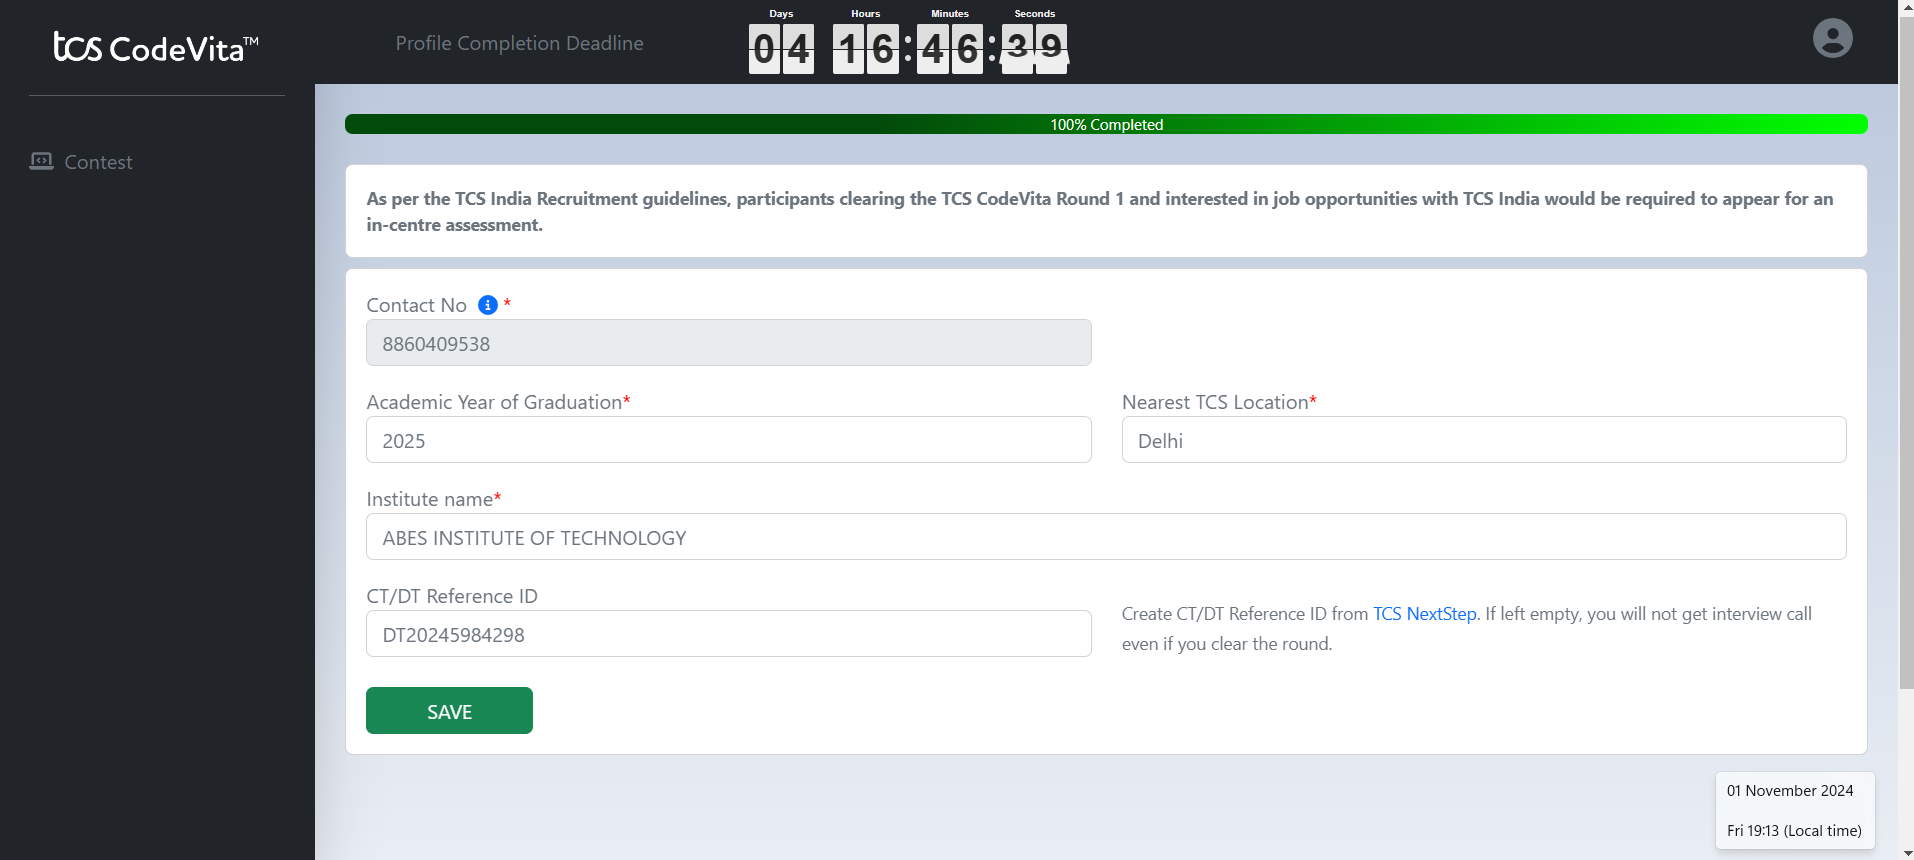 tcs CodeVita™
Profile Completion Deadline
Days Hours Minutes Seconds
04 16:46:39
Contest
100% Completed
As per the TCS India Recruitment guidelines, participants clearing the TCS CodeVita Round 1 and interested in job opportunities with TCS India would be required to appear for an
in-centre assessment.
Contact No *
8860409538
Academic Year of Graduation*
2025
Nearest TCS Location*
Delhi
Institute name*
ABES INSTITUTE OF TECHNOLOGY
CT/DT Reference ID
DT20245984298
Create CT/DT Reference ID from TCS NextStep. If left empty, you will not get interview call
even if you clear the round.
SAVE
01 November 2024
Fri 19:13 (Local time)